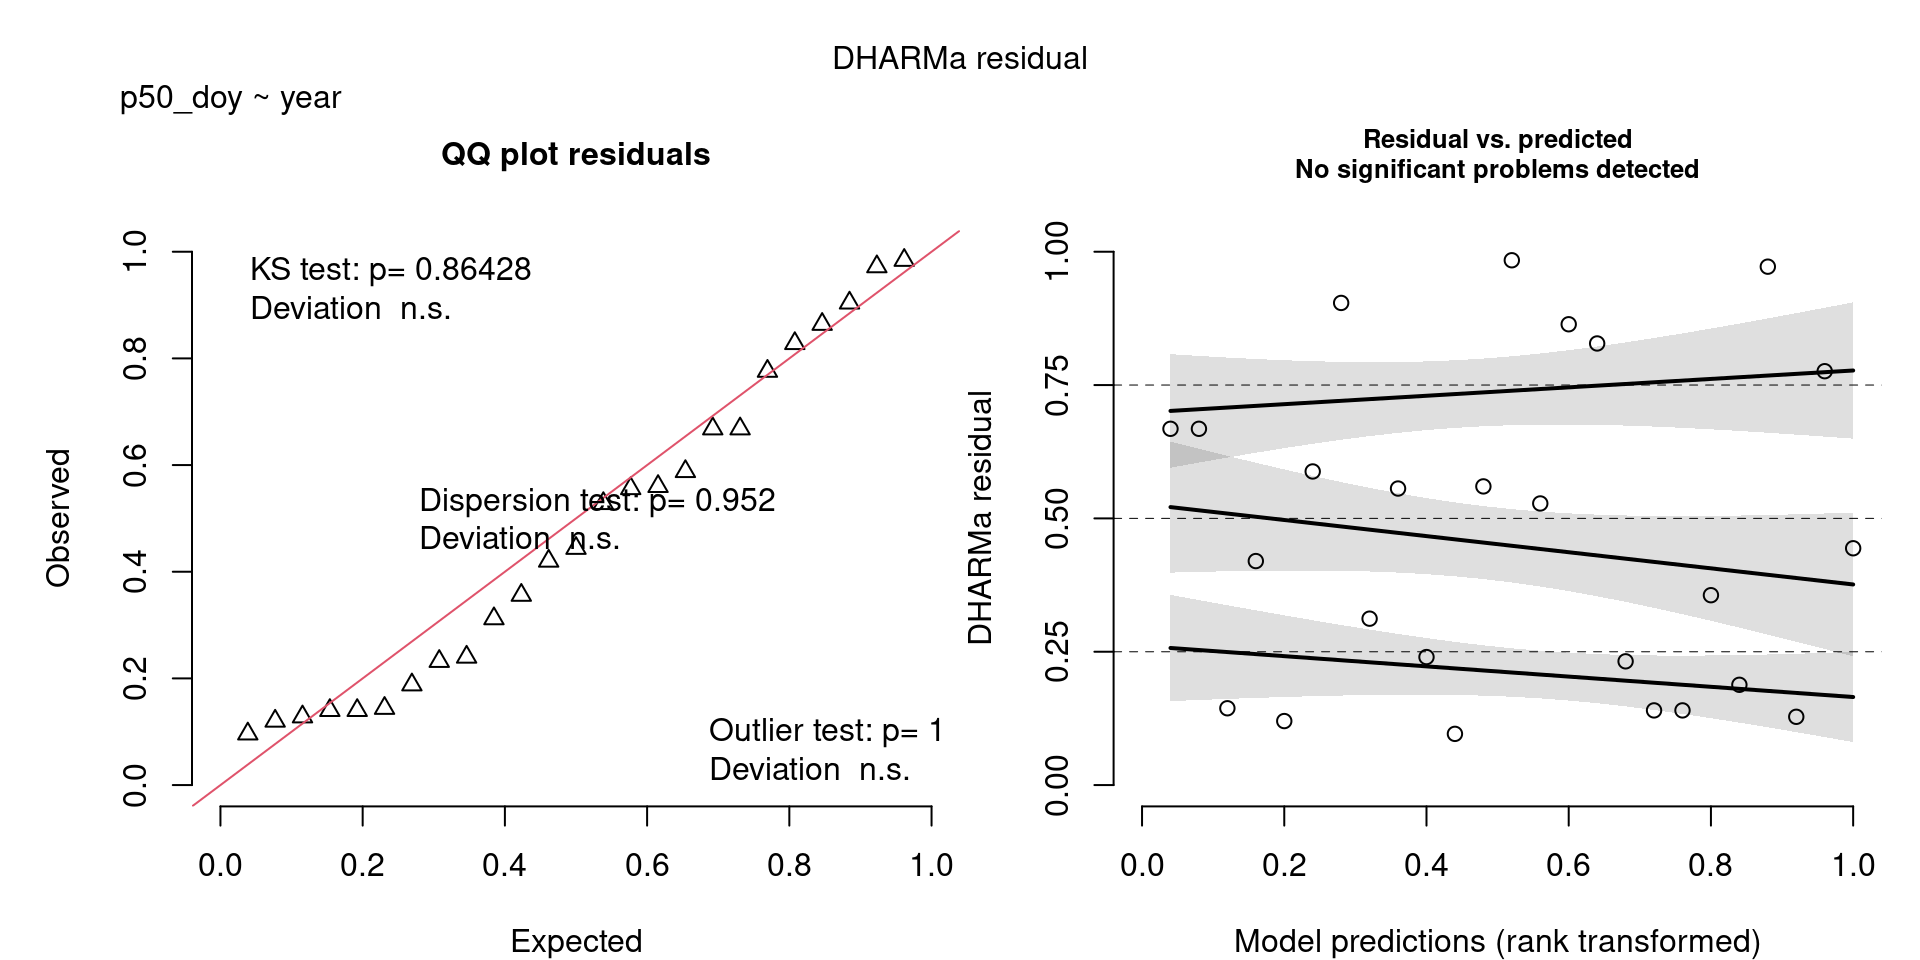 DHARMa residual
p50_doy ~ year
QQ plot residuals
KS test: p= 0.86428
Deviation  n.s.
Dispersion test: p= 0.952
Deviation  n.s.
Outlier test: p= 1
Deviation  n.s.
Observed
0.0 0.2 0.4 0.6 0.8 1.0
0.0 0.2 0.4 0.6 0.8 1.0
Expected
Residual vs. predicted
No significant problems detected
DHARMa residual
0.00 0.25 0.50 0.75 1.00
0.0 0.2 0.4 0.6 0.8 1.0
Model predictions (rank transformed)